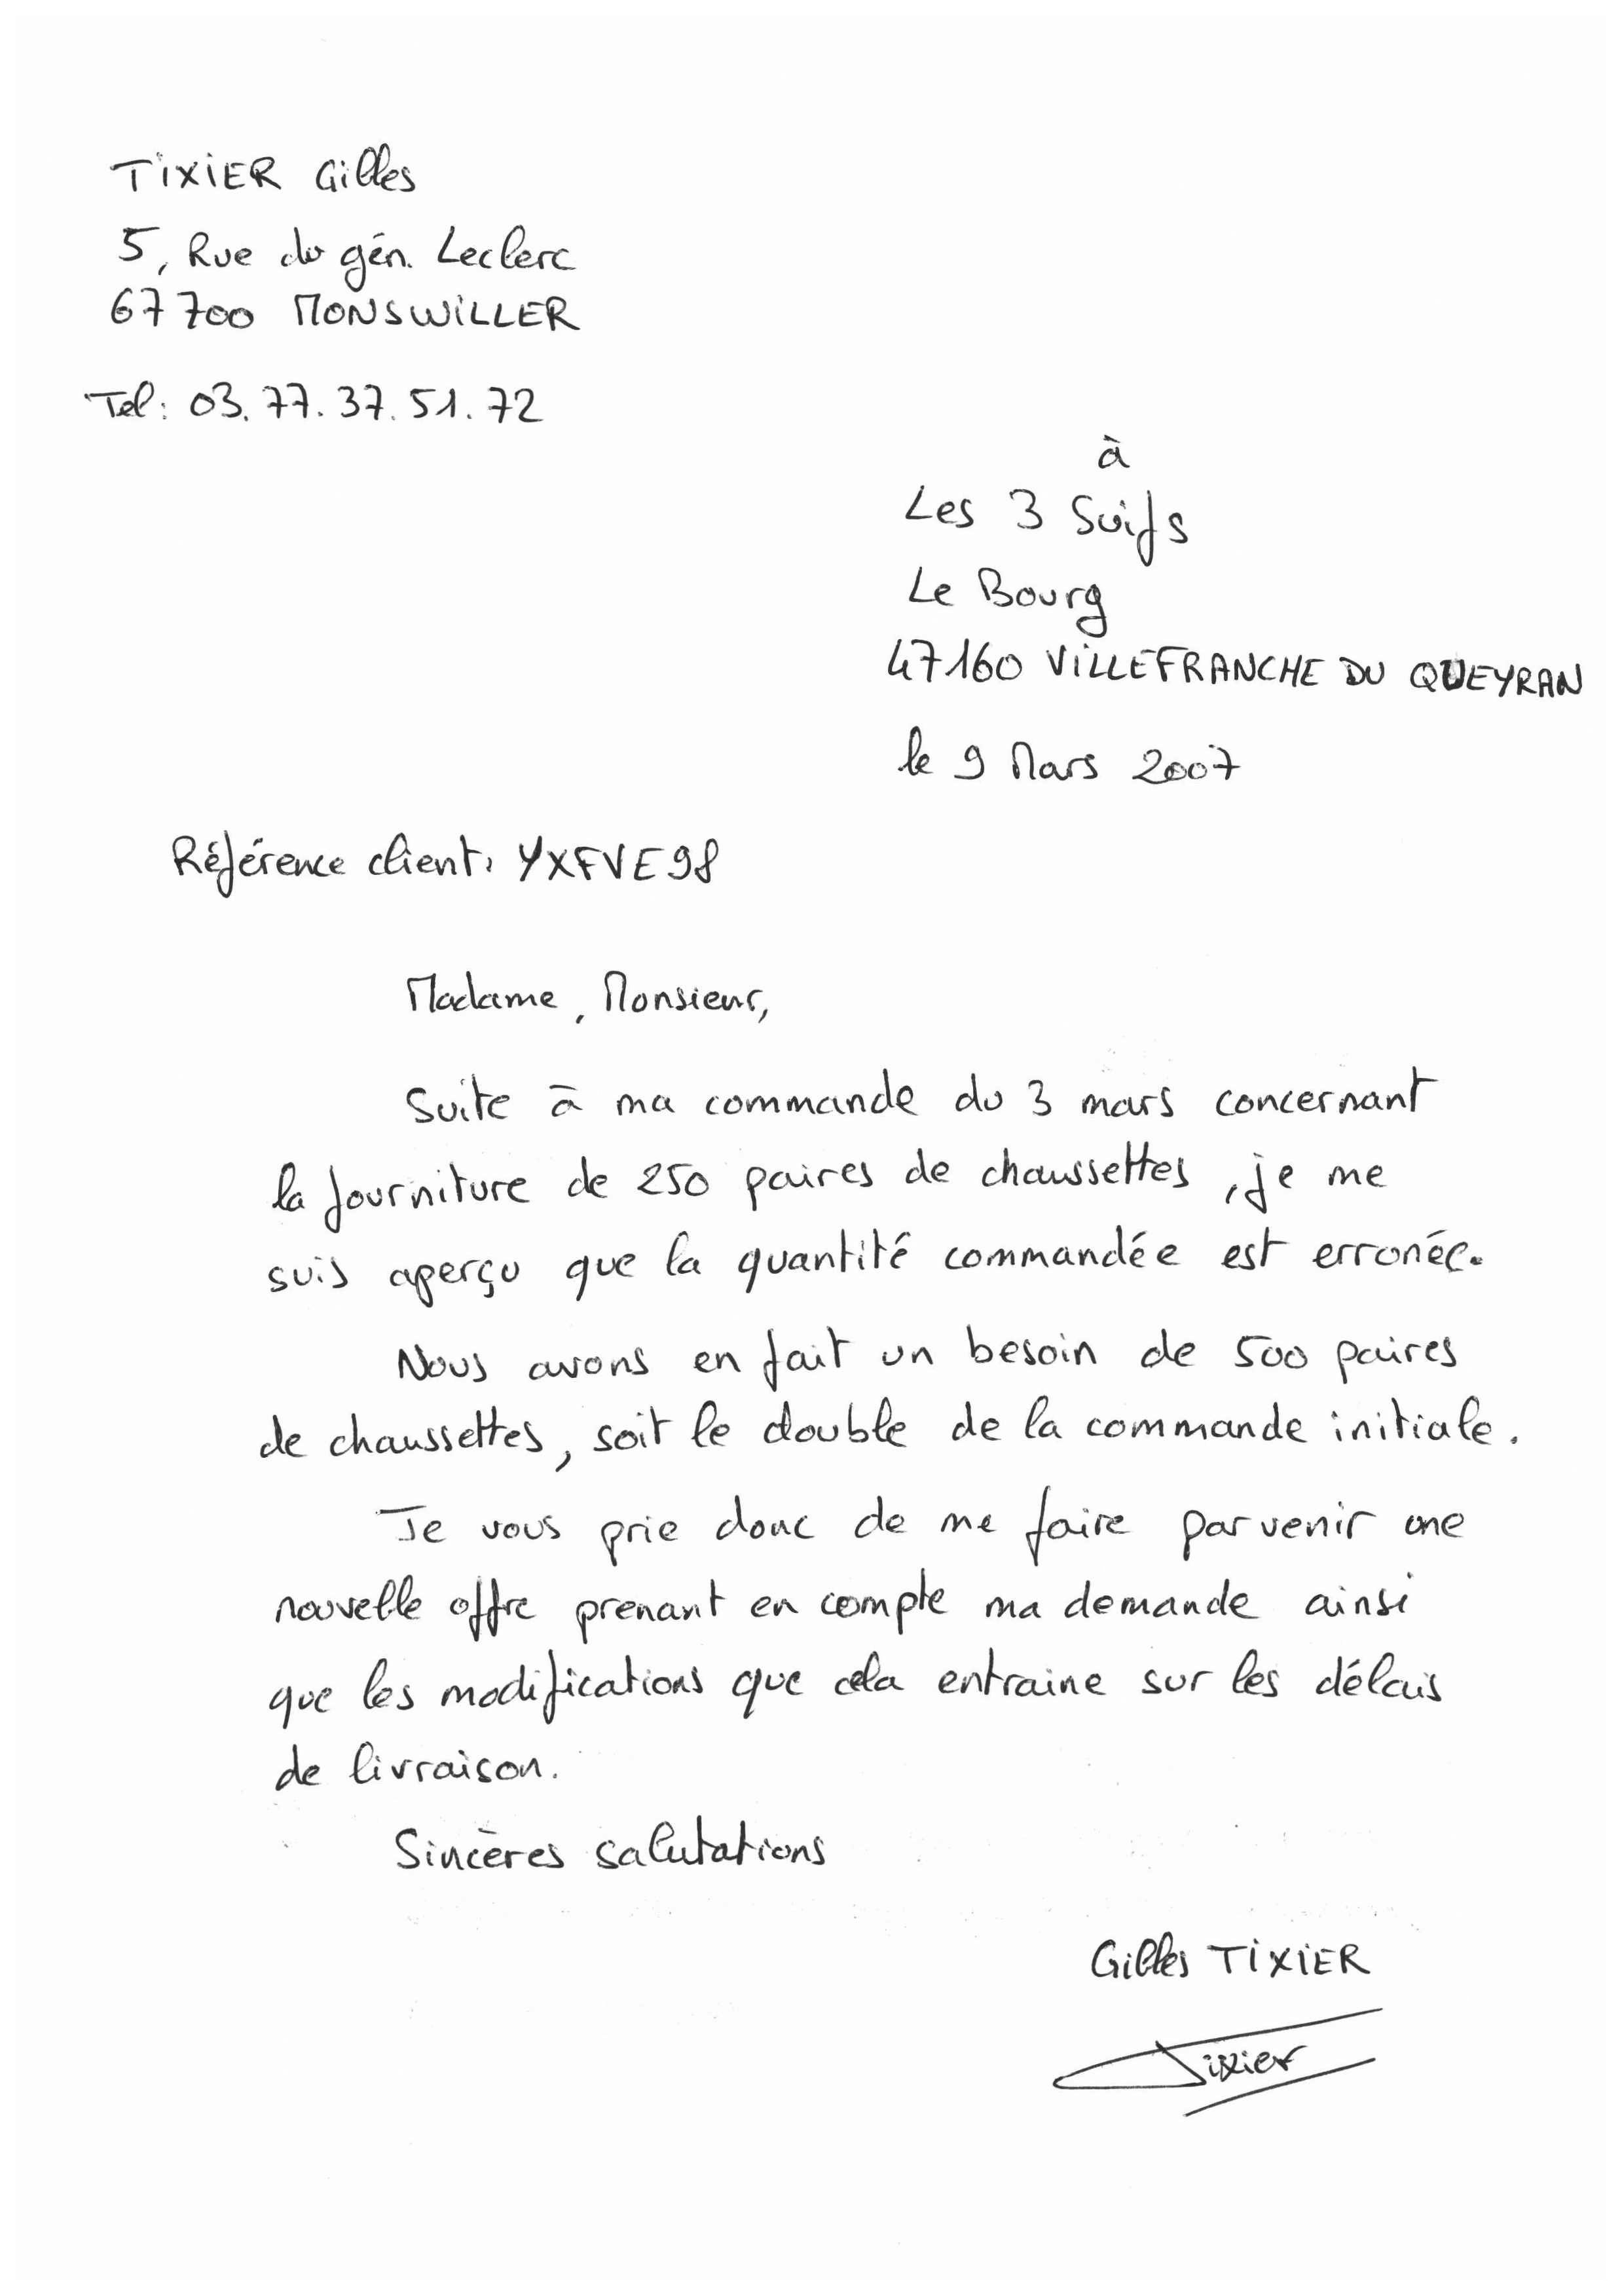 TIXIER Gilles
5, Rue du gén. Leclerc
67700 MONSWILLER
Tel: 03.77.37.51.72
à
Les 3 Suifs
Le Bourg
47160 VILLEFRANCHE DU QUEYRAN
le 9 Mars 2007
Référence client: YXFVE98
Madame, Monsieur,
Suite à ma commande du 3 mars concernant
la fourniture de 250 paires de chaussettes, je me
suis aperçu que la quantité commandée est erronée.
Nous avons en fait un besoin de 500 paires
de chaussettes, soit le double de la commande initiale.
Je vous prie donc de me faire parvenir une
nouvelle offre prenant en compte ma demande ainsi
que les modifications que cela entraine sur les délais
de livraison.
Sincères salutations
Gilles TIXIER
Tixier